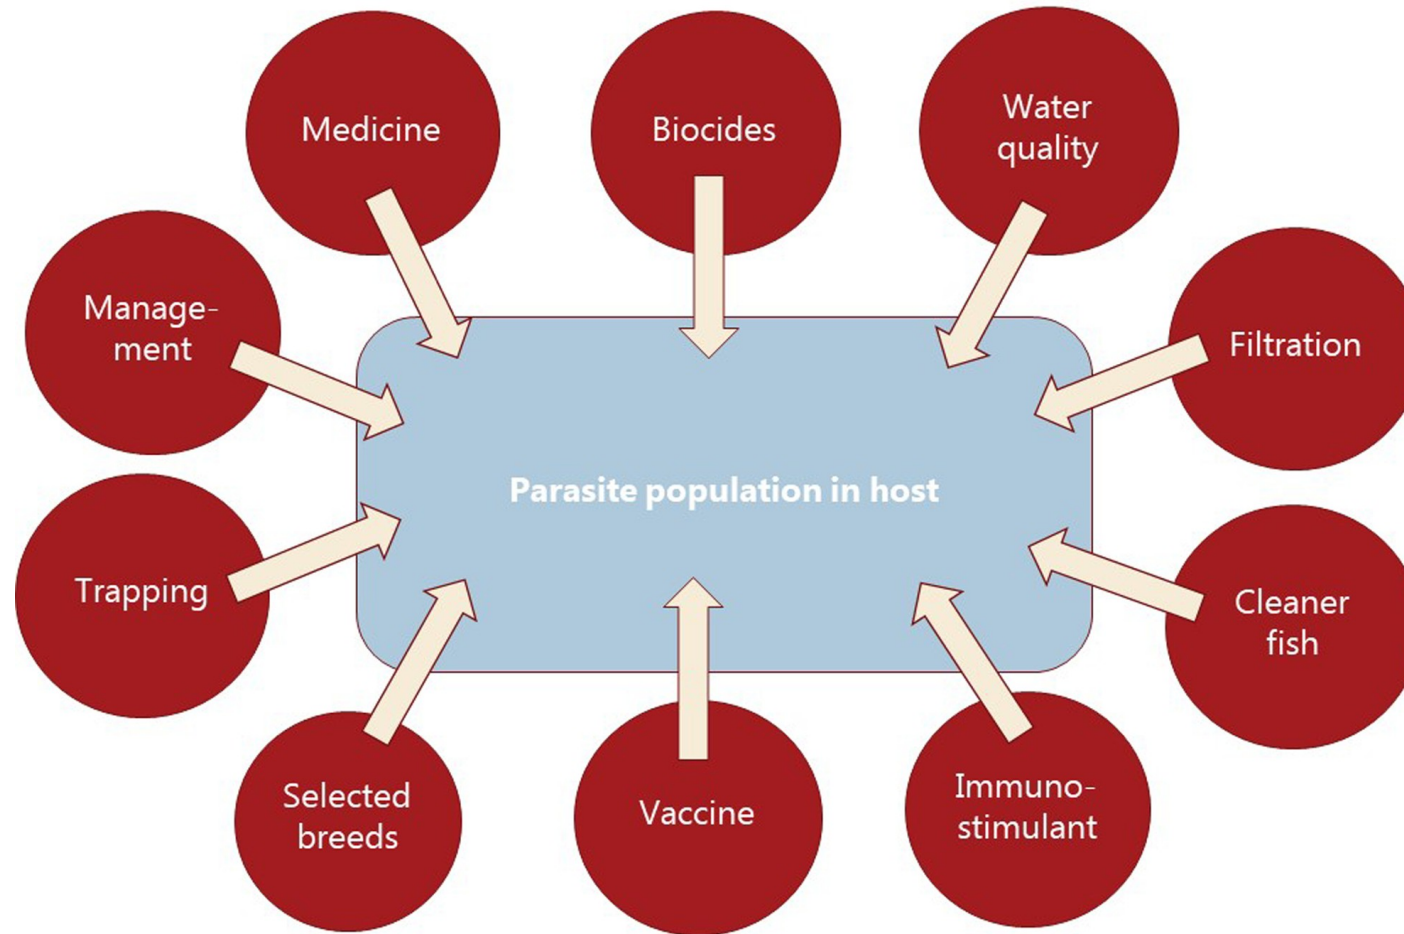 Medicine
Biocides
Water
quality
Manage-
ment
Filtration
Parasite population in host
Trapping
Cleaner
fish
Selected
breeds
Vaccine
Immuno-
stimulant